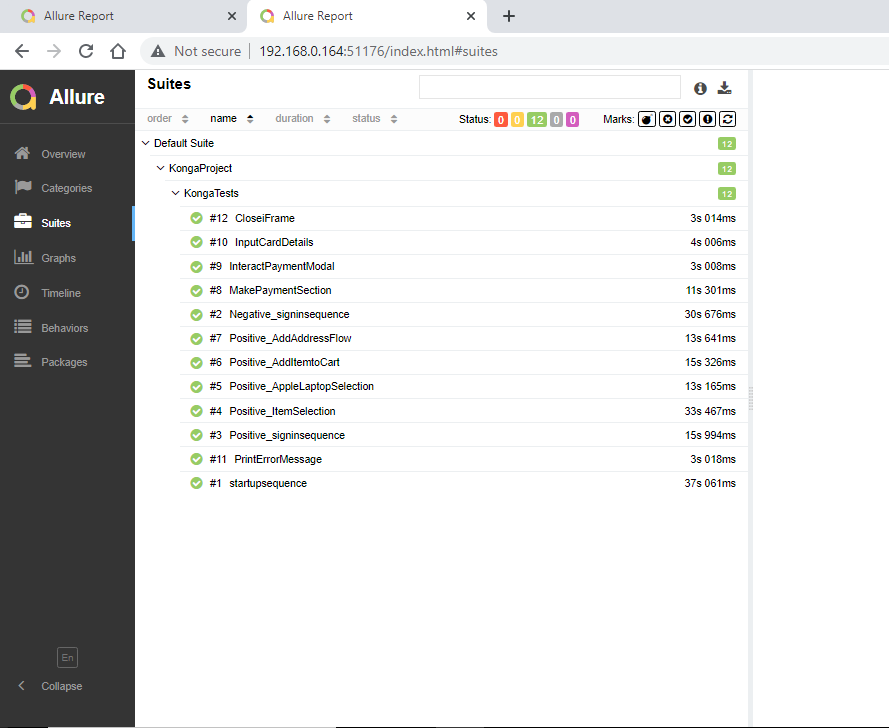 Allure Report
Allure Report
Not secure 192.168.0.164:51176/index.html#suites
Allure
Overview
Categories
Suites
Graphs
Timeline
Behaviors
Packages
En
Collapse
Suites
order name duration status Status: 0 0 12 0 0 Marks:
Default Suite 12
KongaProject 12
KongaTests 12
#12 CloseiFrame 3s 014ms
#10 InputCardDetails 4s 006ms
#9 InteractPaymentModal 3s 008ms
#8 MakePaymentSection 11s 301ms
#2 Negative_signinsequence 30s 676ms
#7 Positive_AddAddressFlow 13s 641ms
#6 Positive_AddItemtoCart 15s 326ms
#5 Positive_AppleLaptopSelection 13s 165ms
#4 Positive_ItemSelection 33s 467ms
#3 Positive_signinsequence 15s 994ms
#11 PrintErrorMessage 3s 018ms
#1 startupsequence 37s 061ms